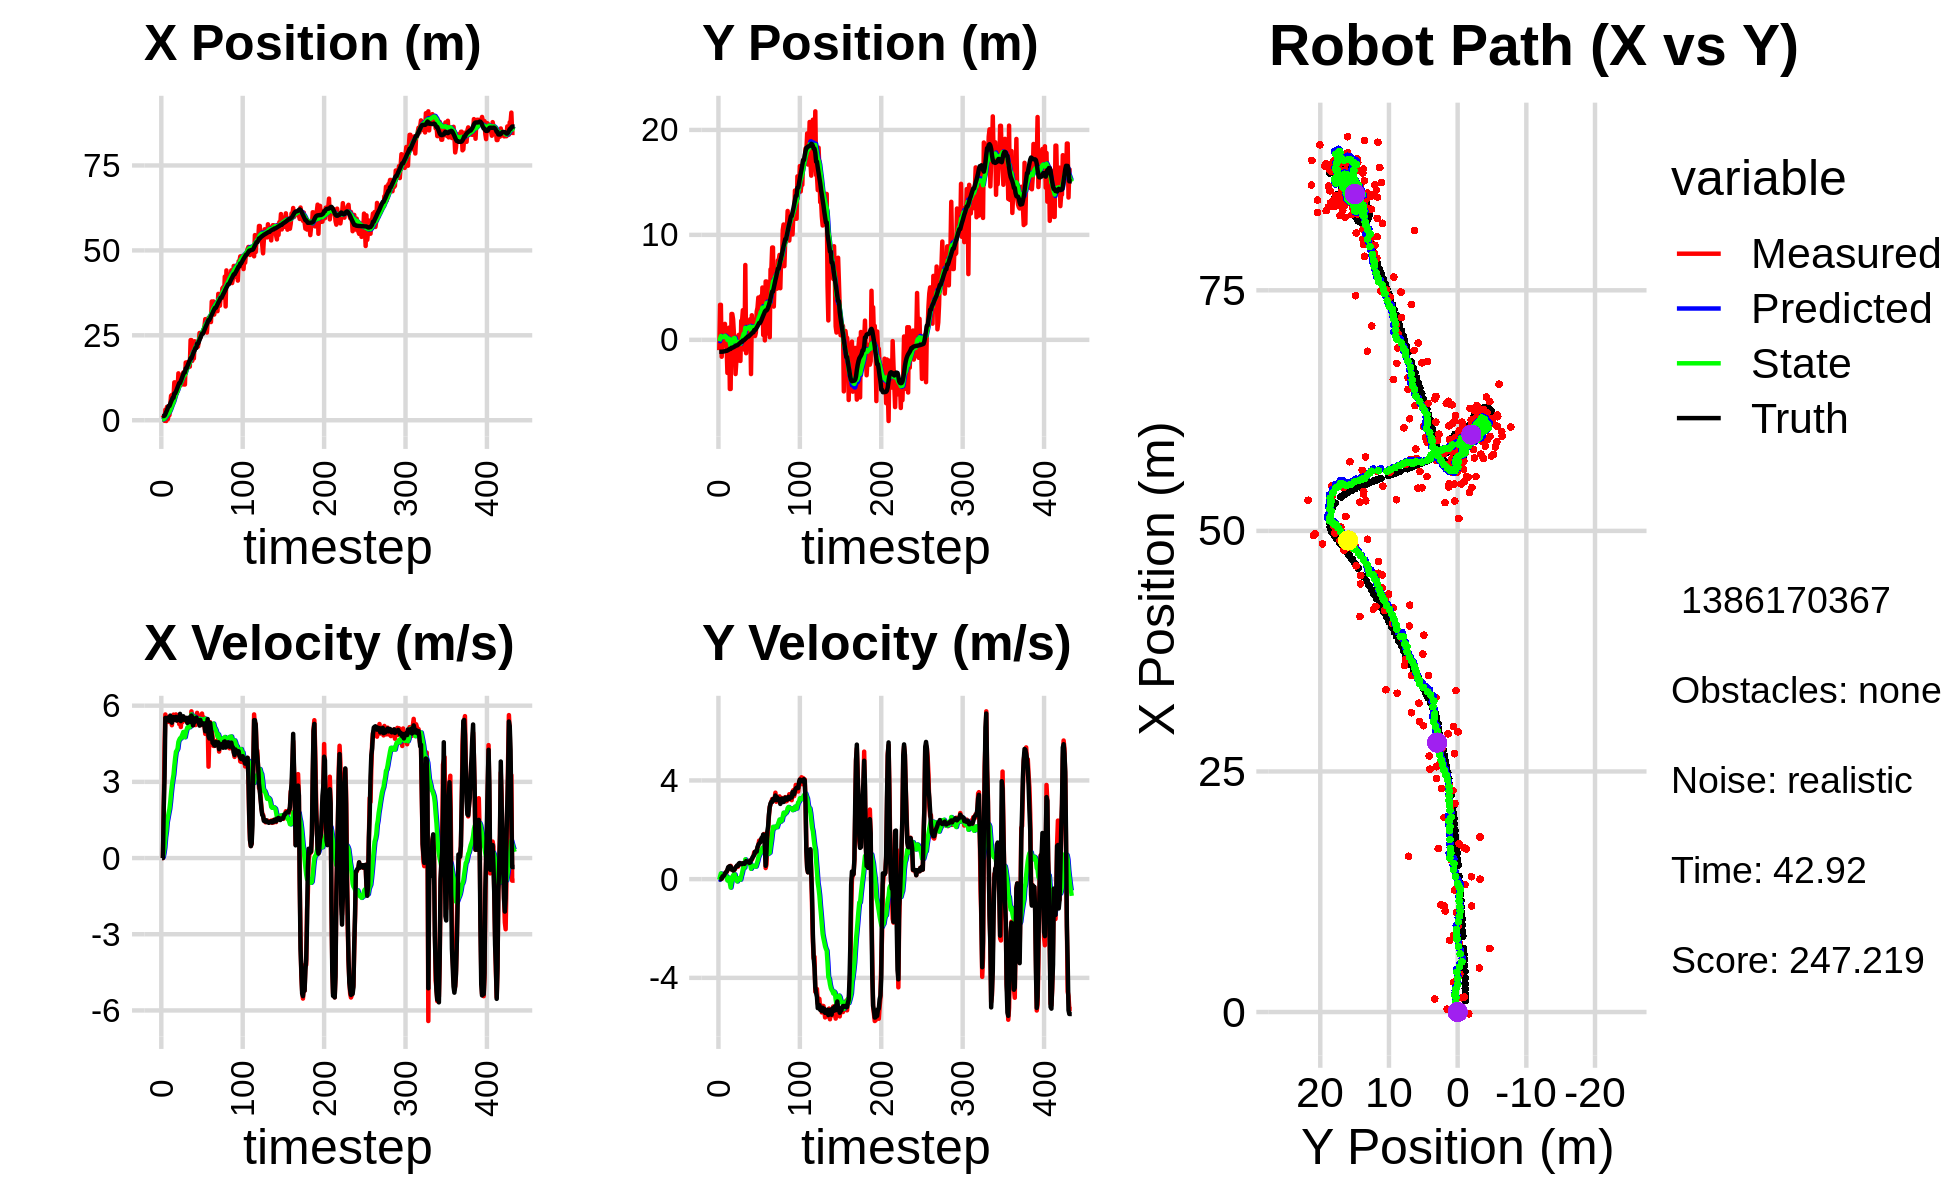 X Position (m)
75
50
25
0
0 100 200 300 400
timestep
Y Position (m)
20
10
0
0 100 200 300 400
timestep
X Velocity (m/s)
6
3
0
-3
-6
0 100 200 300 400
timestep
Y Velocity (m/s)
4
0
-4
0 100 200 300 400
timestep
Robot Path (X vs Y)
X Position (m)
75
50
25
0
20 10 0 -10 -20
Y Position (m)
variable
Measured
Predicted
State
Truth
1386170367
Obstacles: none
Noise: realistic
Time: 42.92
Score: 247.219